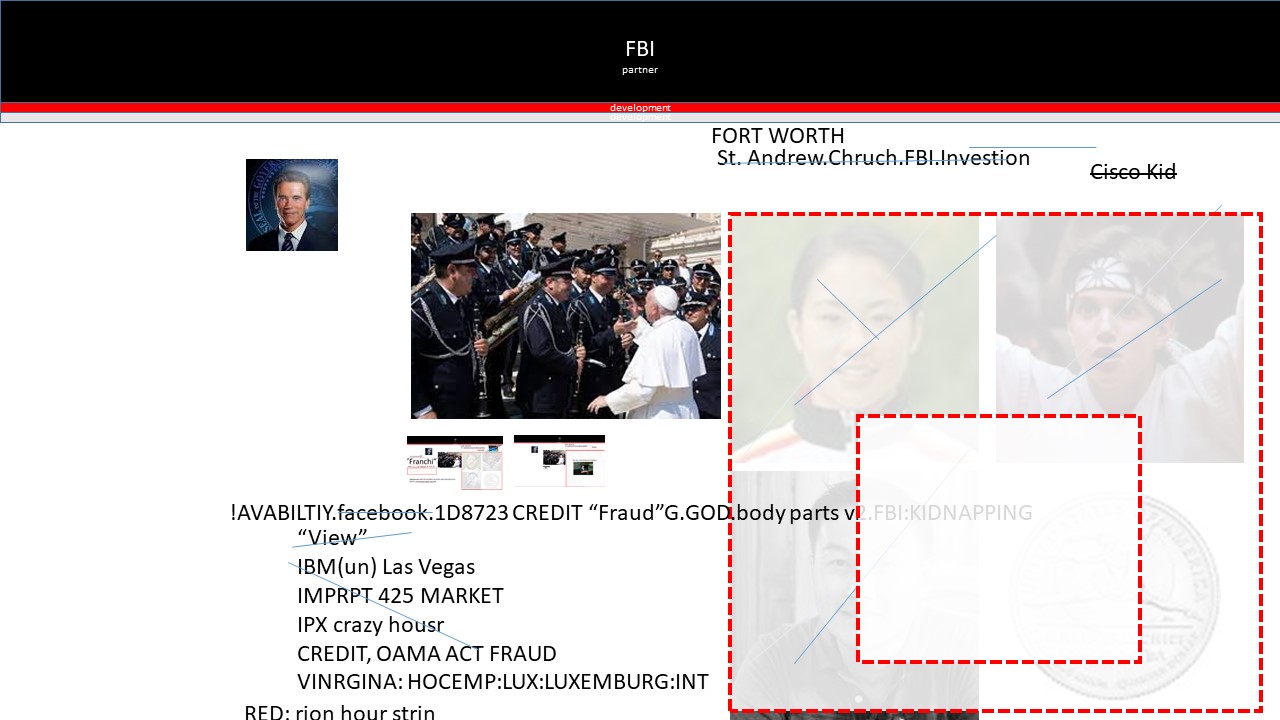 FBI
partner
development
development
FORT WORTH
St. Andrew.Chruch.FBI.Investion
Cisco Kid
"Franchi"
!AVABILTIY.facebook.1D8723 CREDIT “Fraud”G.GOD.body parts v2.FBI:KIDNAPPING
“View”
IBM(un) Las Vegas
IMPRPT 425 MARKET
IPX crazy housr
CREDIT, OAMA ACT FRAUD
VINRGINA: HOCEMP:LUX:LUXEMBURG:INT
RED: rion hour strin